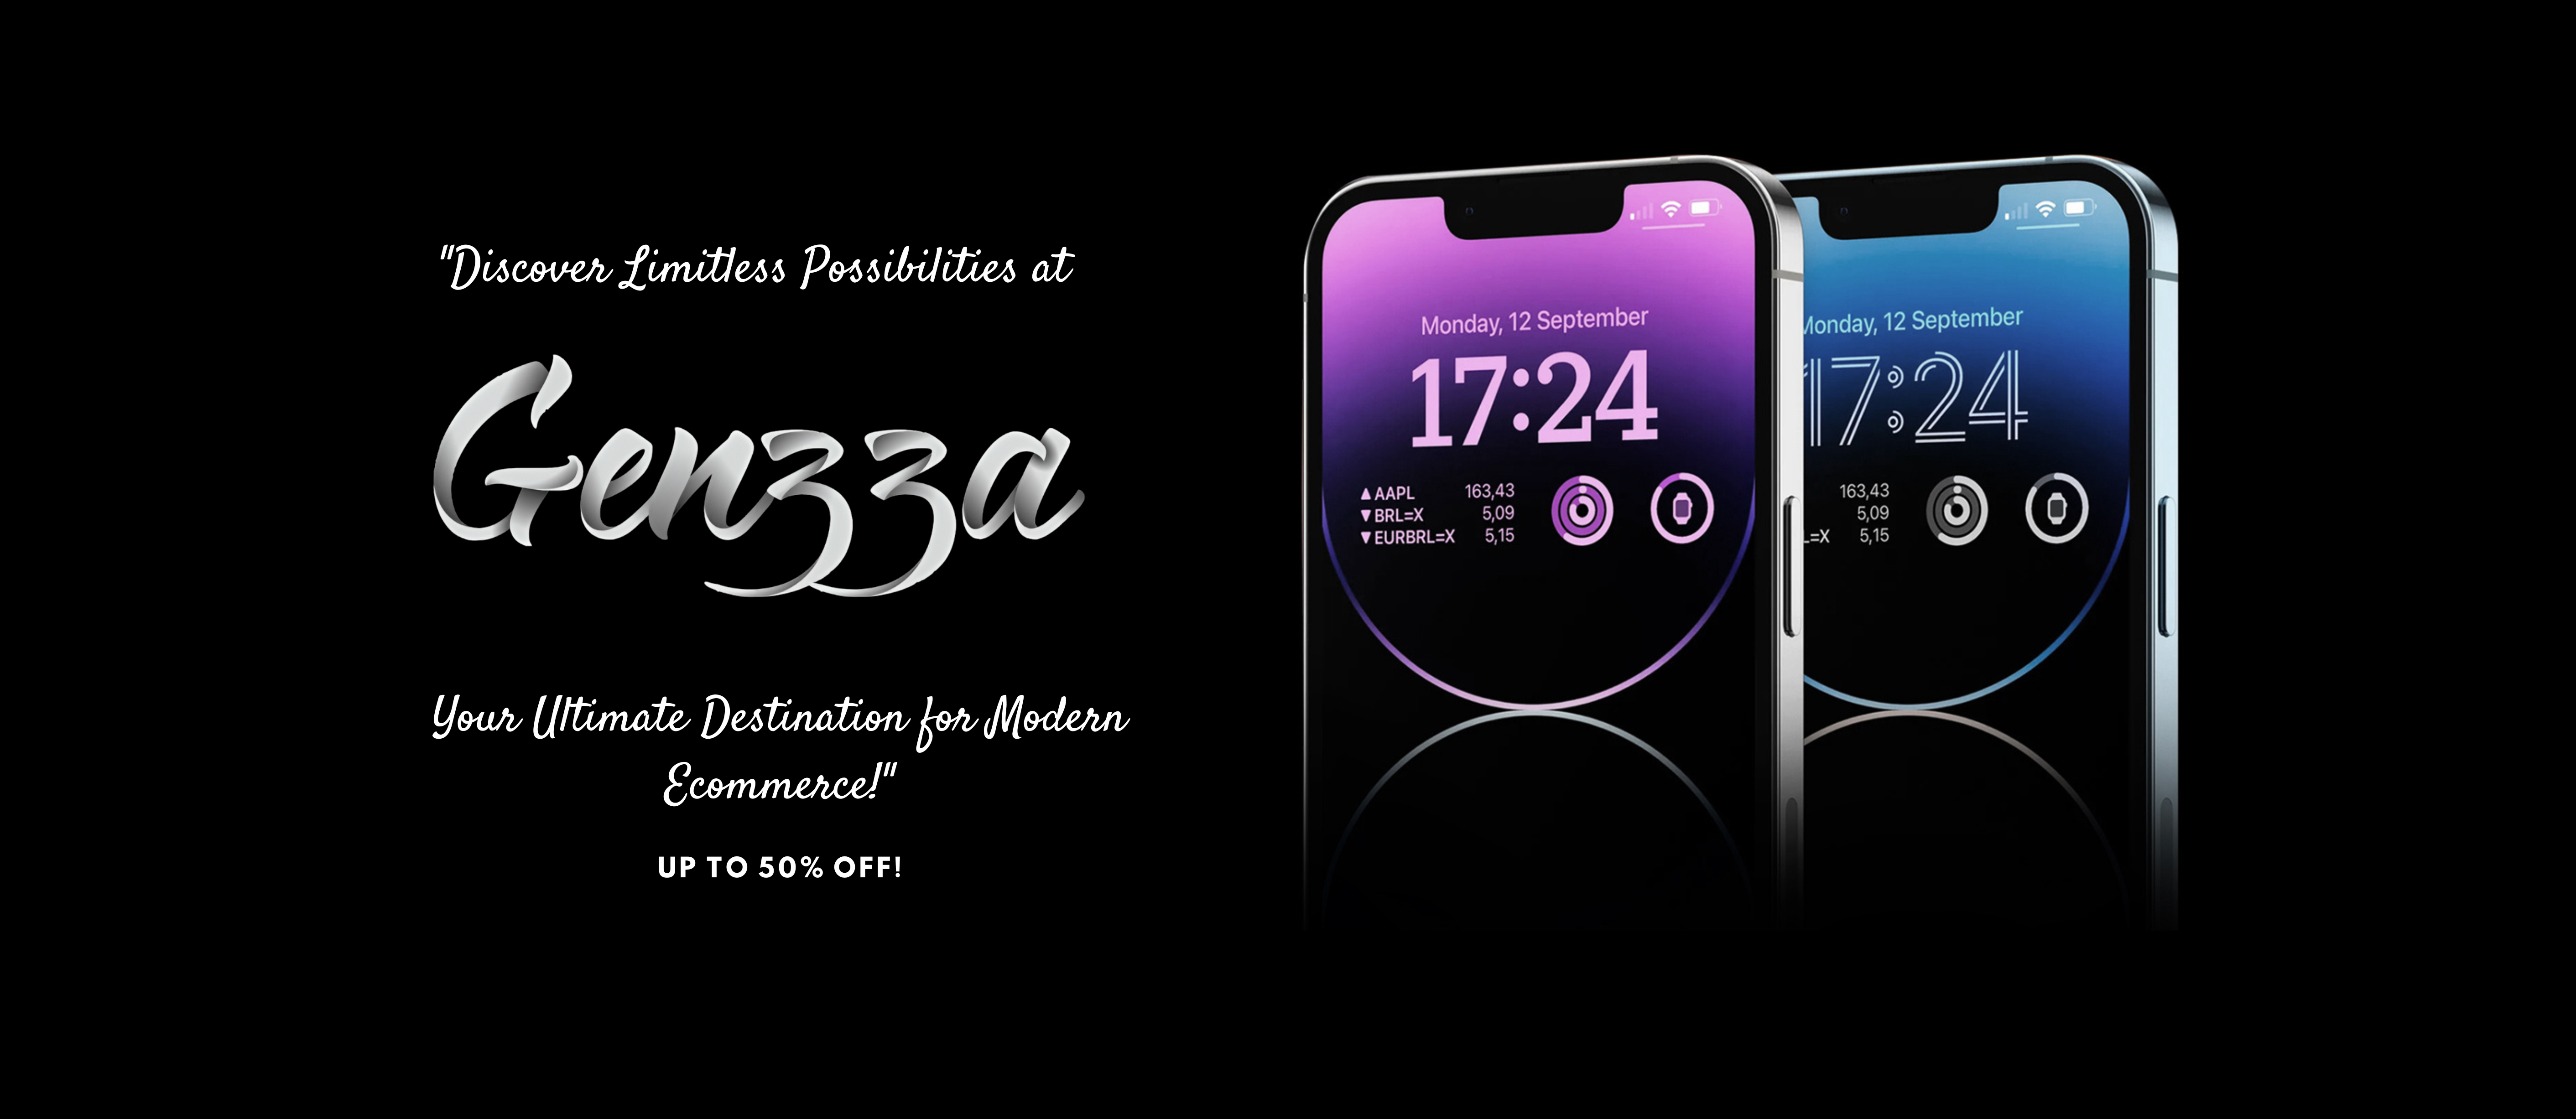 "Discover Limitless Possibilities at
Genzza
Your Ultimate Destination for Modern
Ecommerce!"
UP TO 50% OFF!
Monday, 12 September
17:24
▲ AAPL 163,43
▼ BRL=X 5,09
▼ EURBRL=X 5,15
Monday, 12 September
17:24
163,43
5,09
L=X 5,15